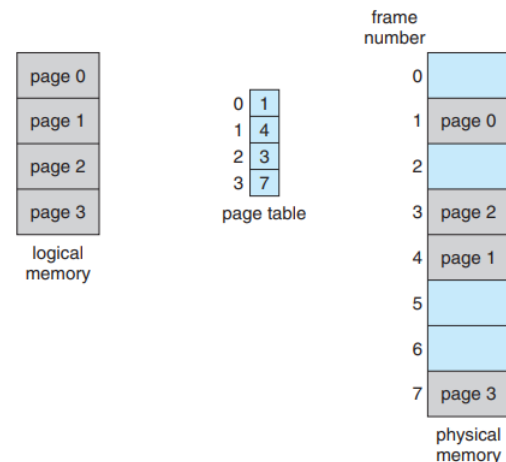 frame
number
page 0
page 1
page 2
page 3
logical
memory
0 1
1 4
2 3
3 7
page table
0
1 page 0
2
3 page 2
4 page 1
5
6
7 page 3
physical
memory